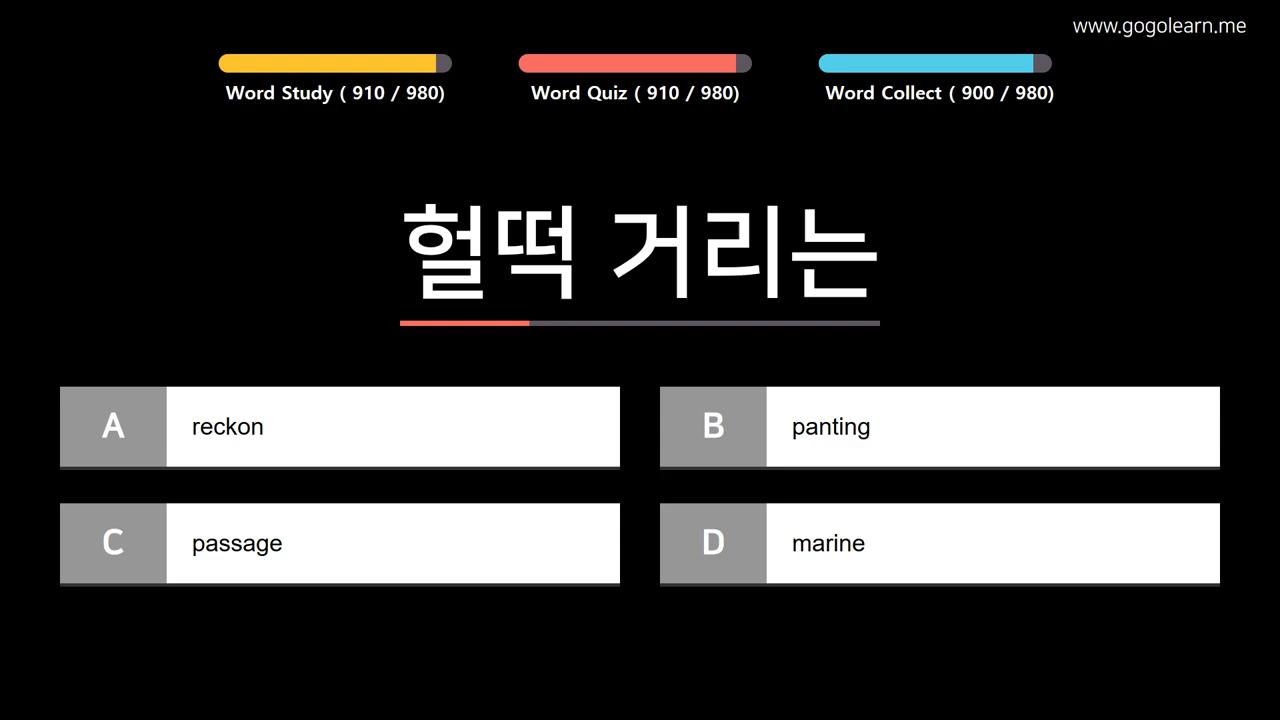 www.gogolearn.me
Word Study ( 910 / 980)
Word Quiz ( 910 / 980)
Word Collect ( 900 / 980)
헐떡 거리는
A reckon
B panting
C passage
D marine